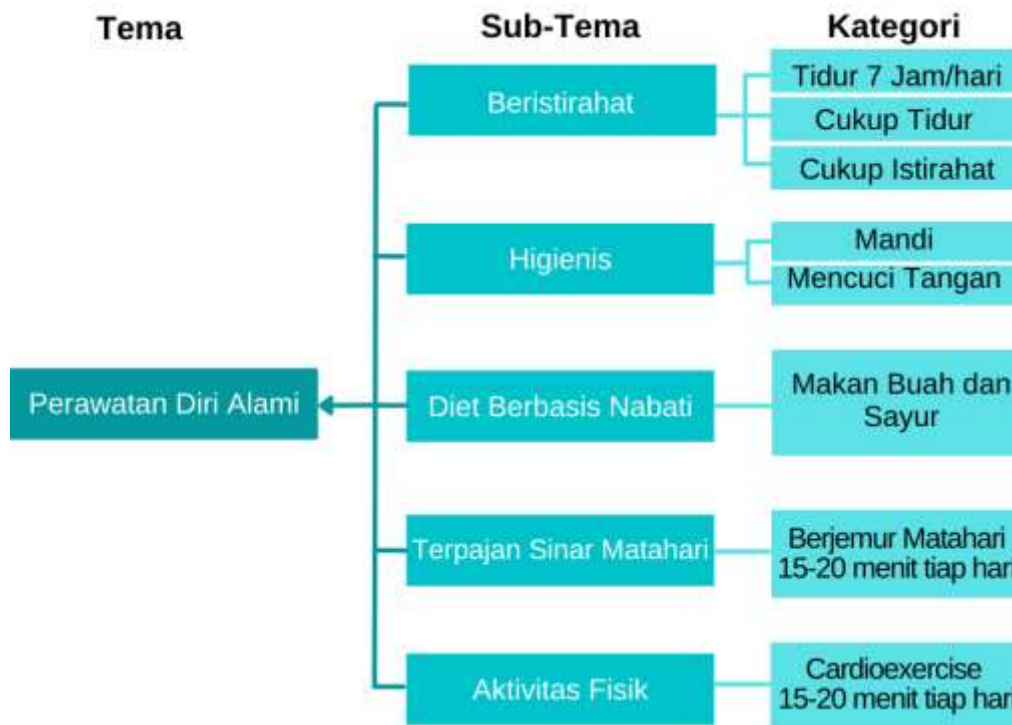 Tema
Sub-Tema
Kategori
Beristirahat
Tidur 7 Jam/hari
Cukup Tidur
Cukup Istirahat
Higienis
Mandi
Mencuci Tangan
Perawatan Diri Alami
Diet Berbasis Nabati
Makan Buah dan
Sayur
Terpajan Sinar Matahari
Berjemur Matahari
15-20 menit tiap hari
Aktivitas Fisik
Cardioexercise
15-20 menit tiap hari